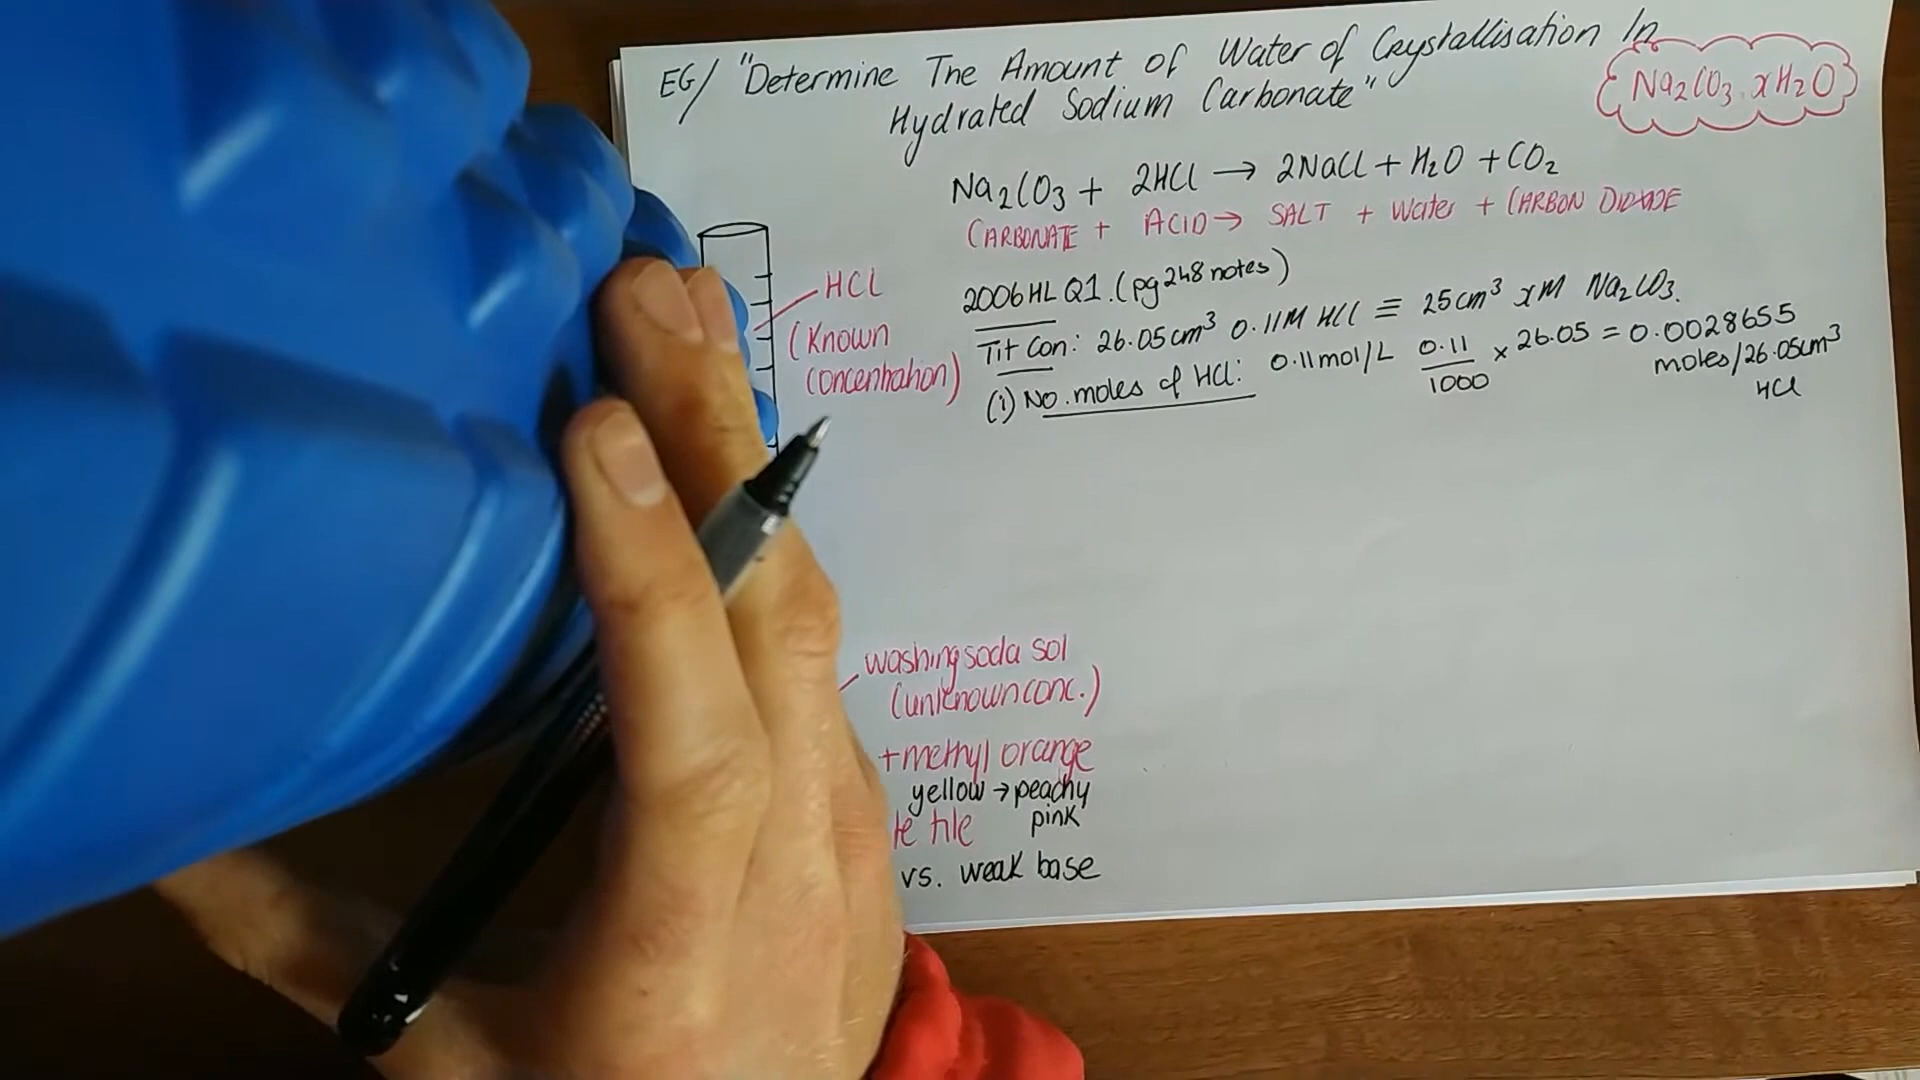 EG/ "Determine The Amount of Water of Crystallisation In
Hydrated Sodium Carbonate"
Na2CO3.xH2O
Na2CO3 + 2HCl → 2NaCl + H2O + CO2
CARBONATE + ACID → SALT + Water + CARBON DIOXIDE
2006HL Q1. (pg 248 notes)
Tit Con: 26.05cm³ 0.11M HCl ≡ 25cm³ xM Na2CO3.
(i) No. moles of HCl: 0.11mol/L 0.11/1000 × 26.05 = 0.0028655
moles/26.05cm³
HCl
HCl
(Known
Concentration)
washing soda sol
(unknown conc.)
+methyl orange
yellow → peachy
pink
te tile
vs. weak base